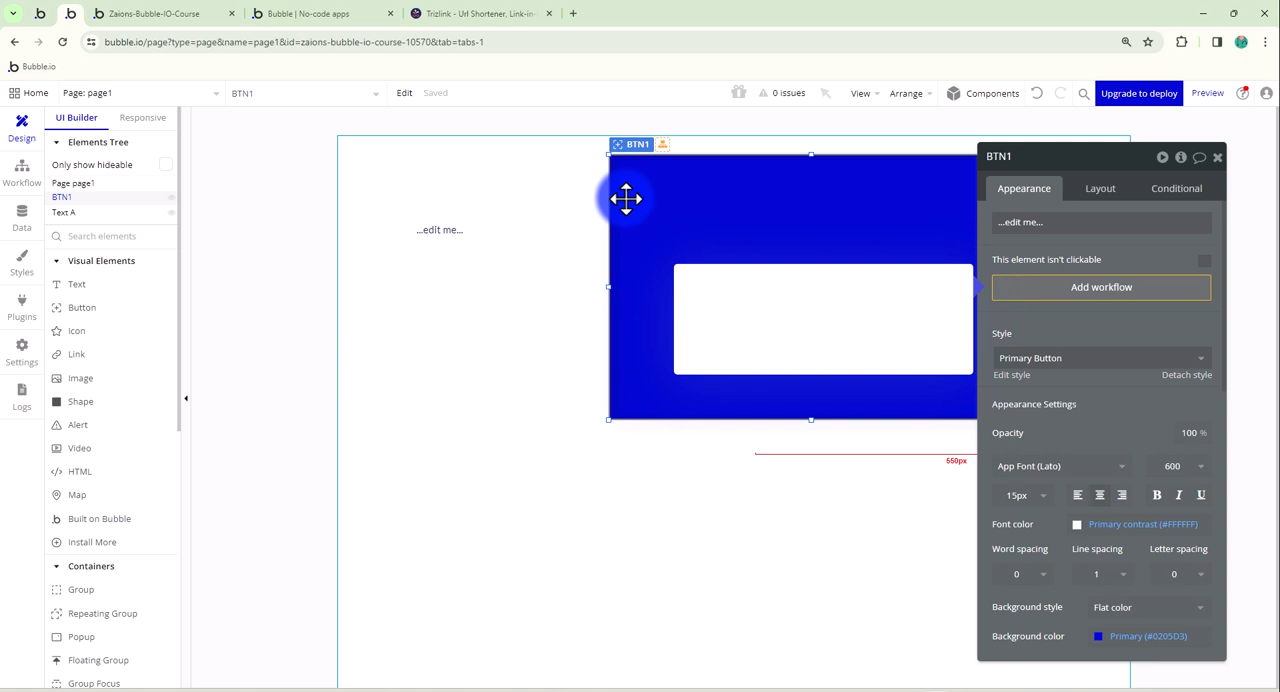 Zaions-Bubble-IO-Course
Bubble | No-code apps
Trizlink - Url Shortener, Link-in-
bubble.io/page?type=page&name=page1&id=zaions-bubble-io-course-10570&tab=tabs-1
Bubble.io
Home
Page: page1
BTN1
Edit
Saved
0 issues
View
Arrange
Components
Upgrade to deploy
Preview
Design
Workflow
Data
Styles
Plugins
Settings
Logs
UI Builder
Responsive
Elements Tree
Only show hideable
Page page1
BTN1
Text A
Search elements
Visual Elements
Text
Button
Icon
Link
Image
Shape
Alert
Video
HTML
Map
Built on Bubble
Install More
Containers
Group
Repeating Group
Popup
Floating Group
Group Focus
BTN1
...edit me...
550px
BTN1
Appearance
Layout
Conditional
...edit me...
This element isn't clickable
Add workflow
Style
Primary Button
Edit style
Detach style
Appearance Settings
Opacity
100 %
App Font (Lato)
600
15px
B I U
Font color
Primary contrast (#FFFFFF)
Word spacing
Line spacing
Letter spacing
0
1
0
Background style
Flat color
Background color
Primary (#0205D3)